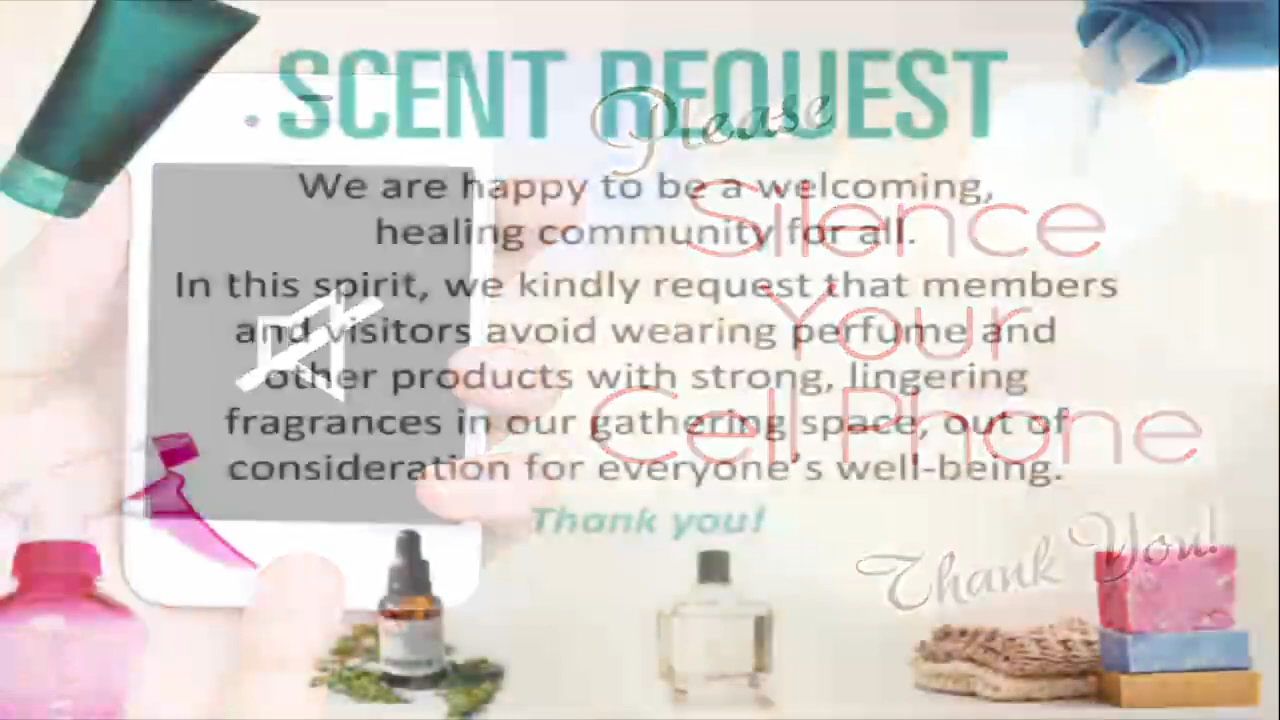 SCENT REQUEST
We are happy to be a welcoming,
healing community for all.
In this spirit, we kindly request that members
and visitors avoid wearing perfume and
other products with strong, lingering
fragrances in our gathering space, out of
consideration for everyone's well-being.
Thank you!
Please
Silence
Your
Cell Phone
Thank You!